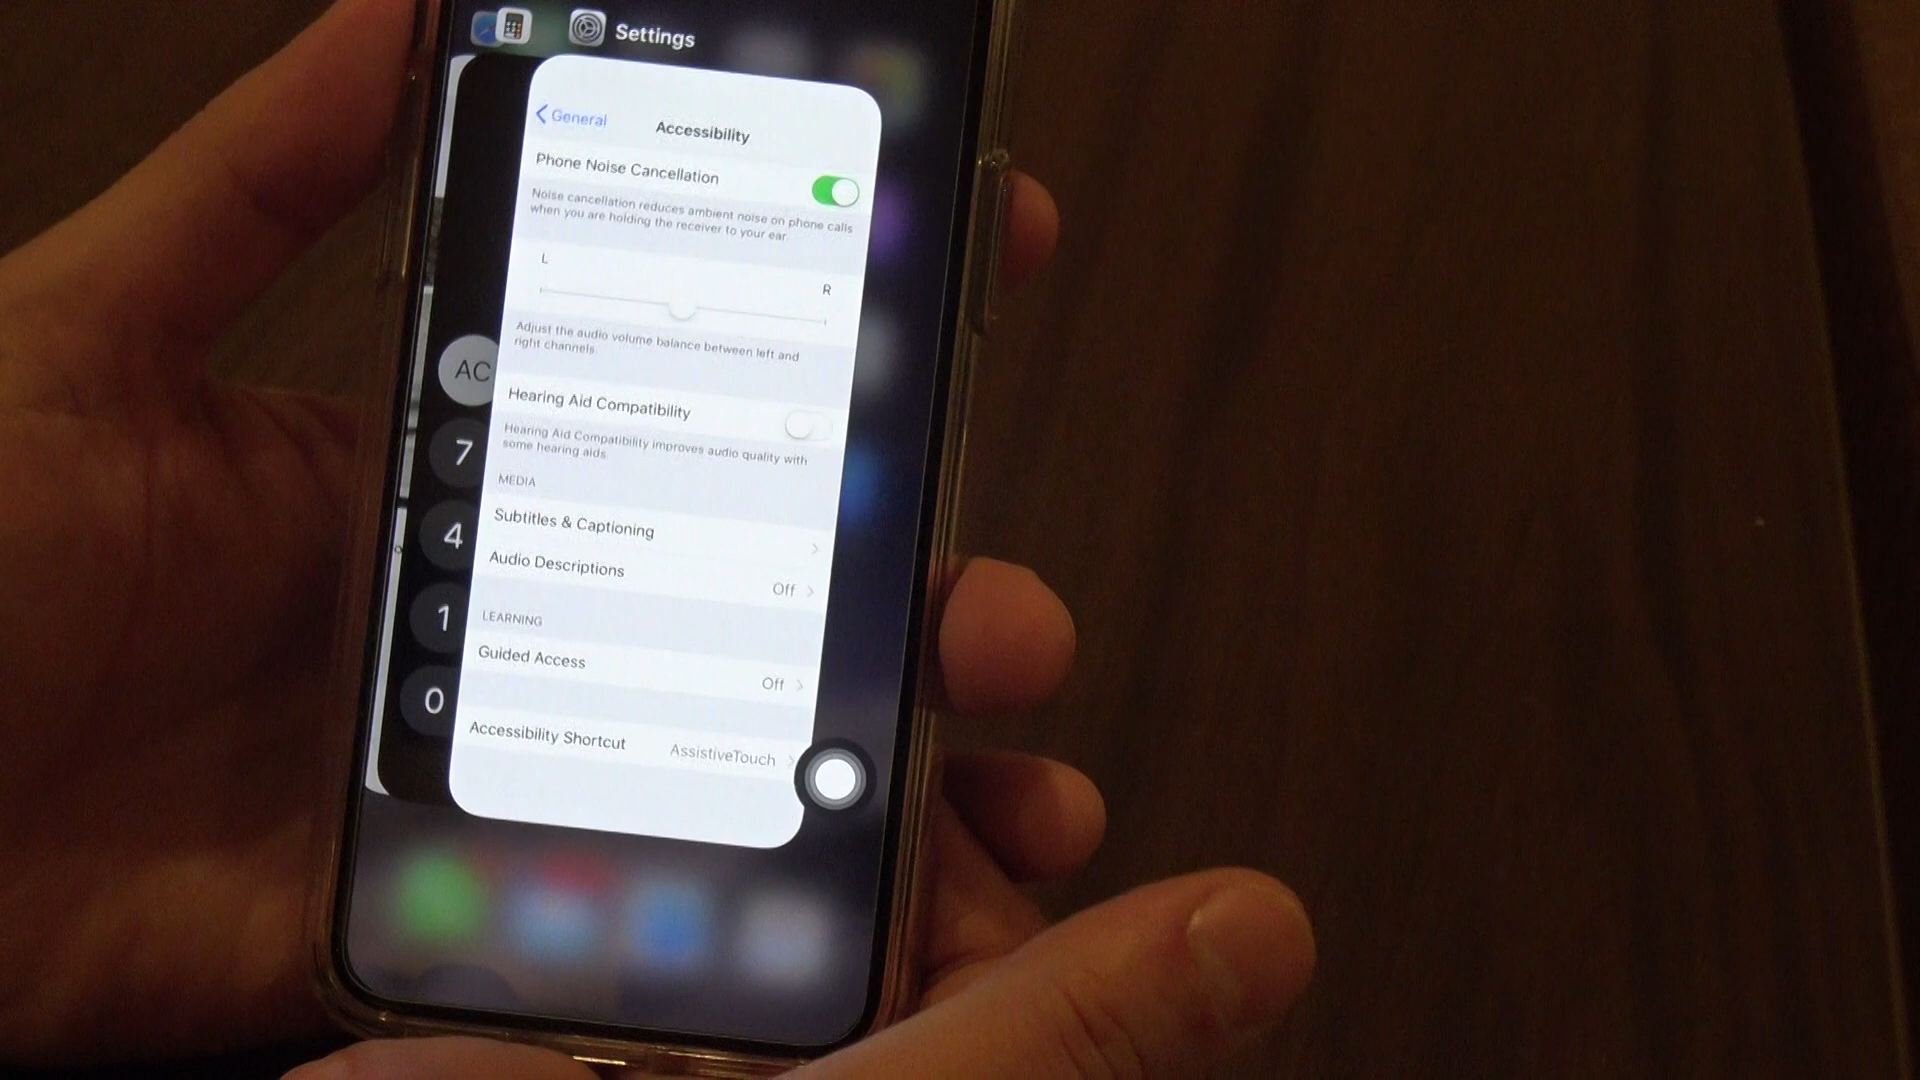 Settings
General
Accessibility
Phone Noise Cancellation
Noise cancellation reduces ambient noise on phone calls
when you are holding the receiver to your ear.
L
R
Adjust the audio volume balance between left and
right channels.
AC
Hearing Aid Compatibility
7
Hearing Aid Compatibility improves audio quality with
some hearing aids.
MEDIA
4
Subtitles & Captioning
Audio Descriptions Off
1
LEARNING
Guided Access Off
0
Accessibility Shortcut AssistiveTouch